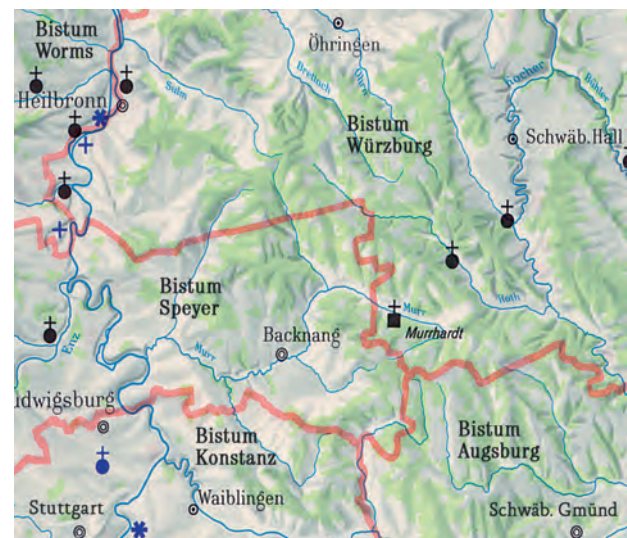 Bistum
Worms
Öhringen
Brettach
Ohrn
Kocher
Bühler
Heilbronn
Sulm
Bistum
Würzburg
Schwäb. Hall
Bistum
Speyer
Roth
Murr
Murrhardt
Enz
Murr
Backnang
udwigsburg
Bistum
Konstanz
Bistum
Augsburg
Waiblingen
Stuttgart
Schwäb. Gmünd